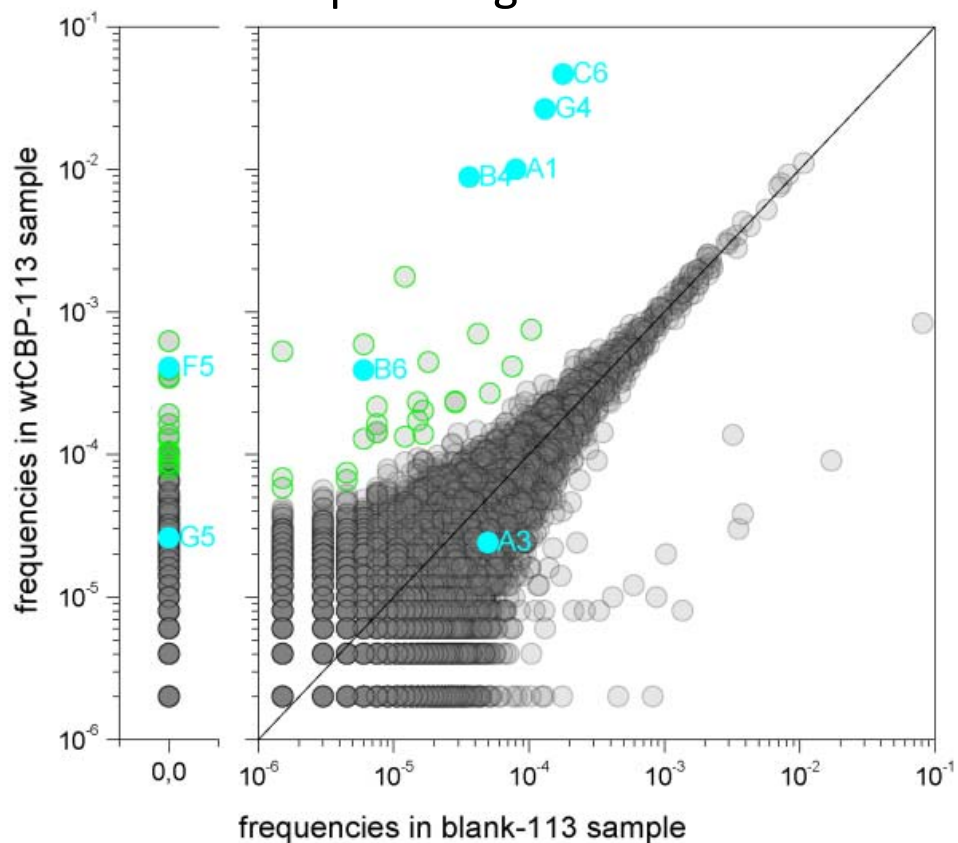 10-1
10-2
10-3
10-4
10-5
10-6
frequencies in wtCBP-113 sample
C6
G4
B4
A1
F5
B6
G5
A3
0,0
10-6
10-5
10-4
10-3
10-2
10-1
frequencies in blank-113 sample